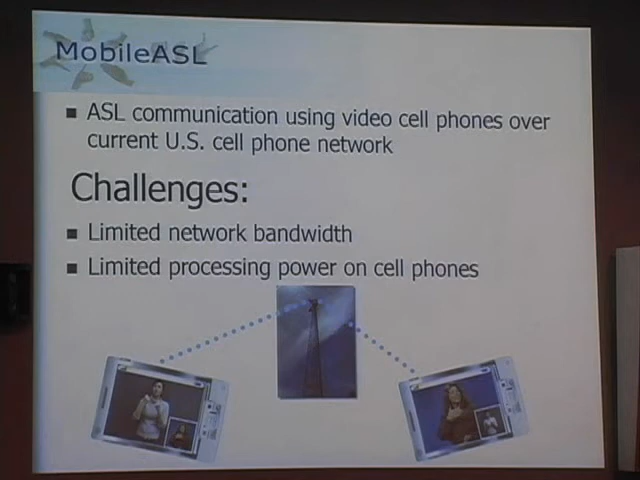 MobileASL
■ ASL communication using video cell phones over
current U.S. cell phone network
Challenges:
■ Limited network bandwidth
■ Limited processing power on cell phones